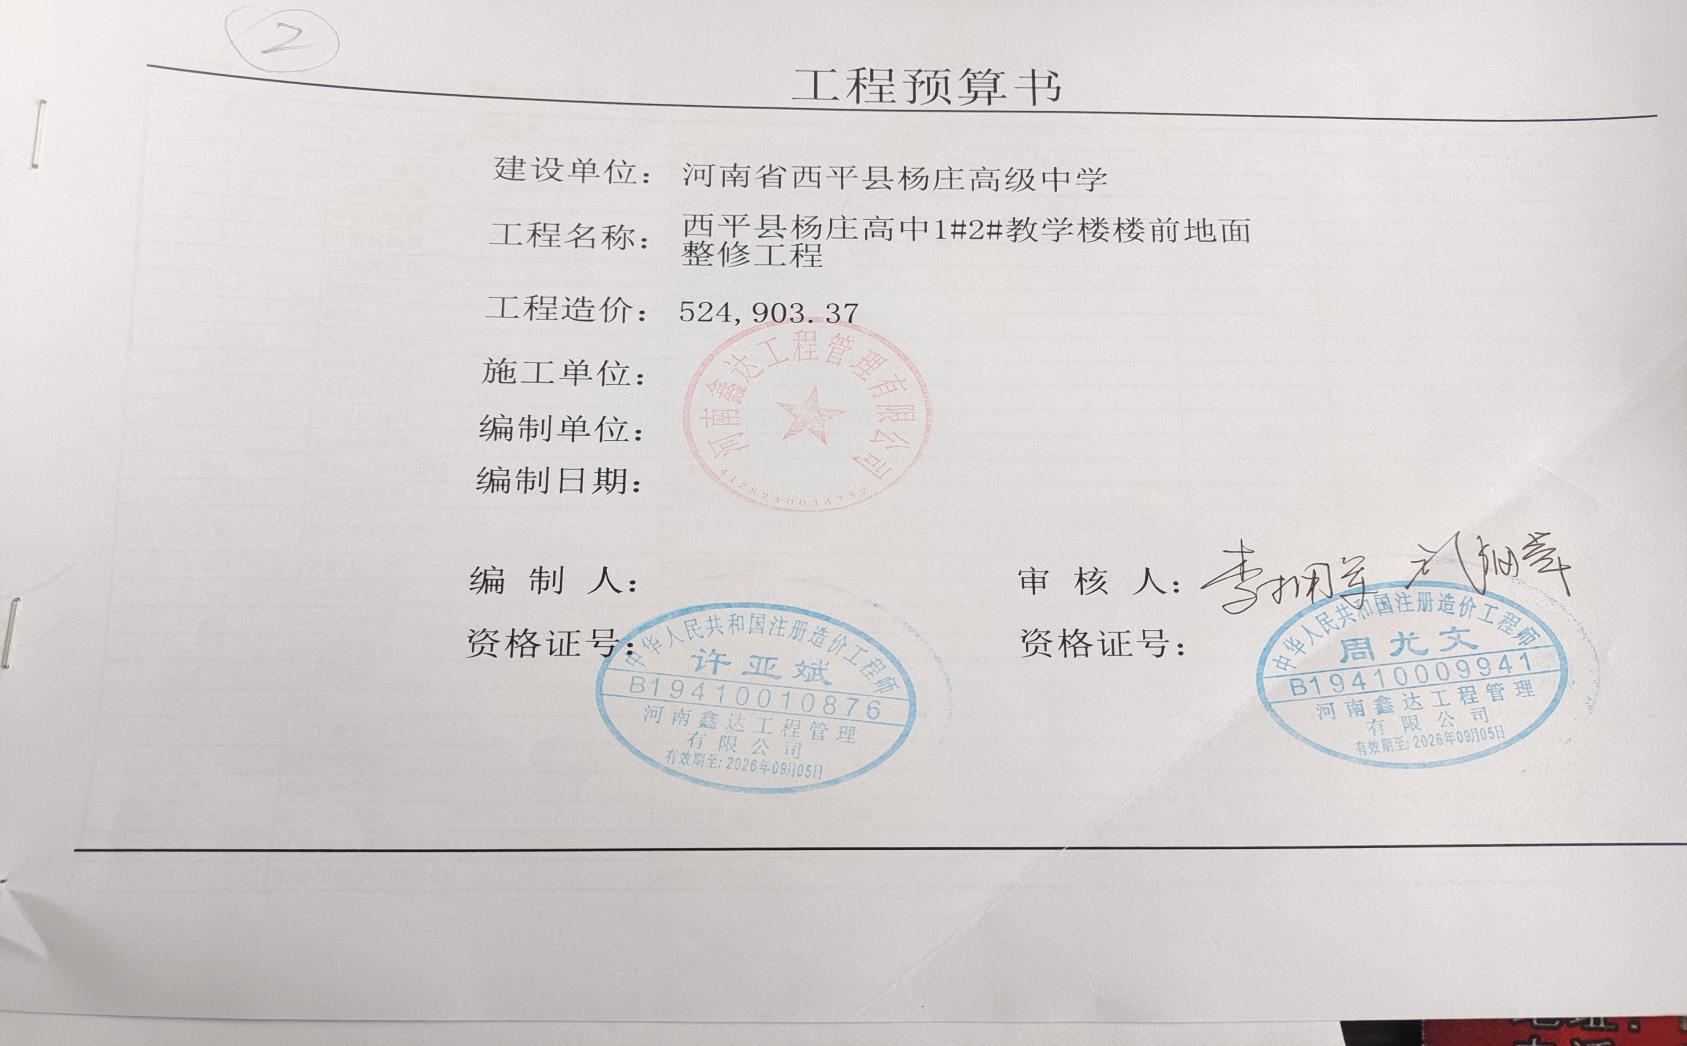 2
工程预算书
建设单位：河南省西平县杨庄高级中学
工程名称：西平县杨庄高中1#2#教学楼楼前地面
整修工程
工程造价：524,903.37
施工单位：
编制单位：
编制日期：
河南鑫达工程管理有限公司
4128240034752
编 制 人：
审 核 人：
资格证号：
资格证号：
中华人民共和国注册造价工程师
许亚斌
B19410010876
河南鑫达工程管理
有限公司
有效期至：2026年09月05日
中华人民共和国注册造价工程师
周尤文
B19410009941
河南鑫达工程管理
有限公司
有效期至：2026年09月05日